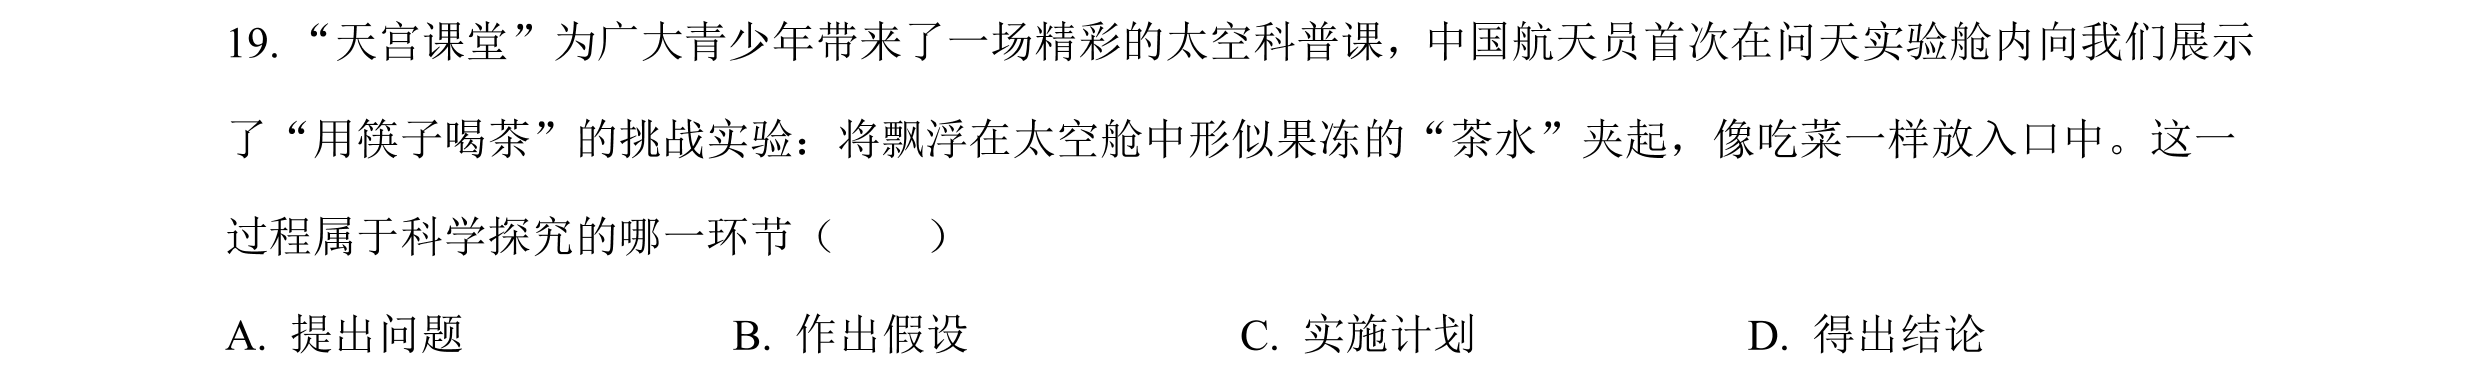 19. “天宫课堂”为广大青少年带来了一场精彩的太空科普课，中国航天员首次在问天实验舱内向我们展示
了“用筷子喝茶”的挑战实验：将飘浮在太空舱中形似果冻的“茶水”夹起，像吃菜一样放入口中。这一
过程属于科学探究的哪一环节（　　）
A. 提出问题 B. 作出假设 C. 实施计划 D. 得出结论